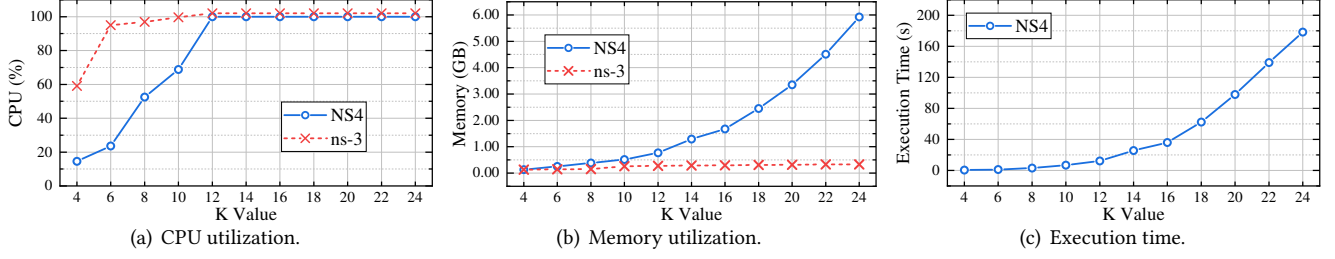 100
80
60
40
20
0
CPU (%)
NS4
ns-3
4 6 8 10 12 14 16 18 20 22 24
K Value
(a) CPU utilization.
6.00
5.00
4.00
3.00
2.00
1.00
0.00
Memory (GB)
NS4
ns-3
4 6 8 10 12 14 16 18 20 22 24
K Value
(b) Memory utilization.
200
160
120
80
40
0
Execution Time (s)
NS4
4 6 8 10 12 14 16 18 20 22 24
K Value
(c) Execution time.